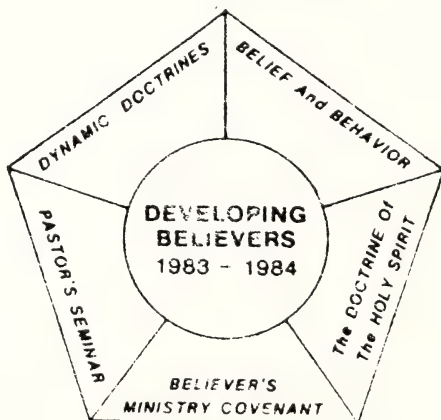 DYNAMIC DOCTRINES
BELIEF And BEHAVIOR
DEVELOPING
BELIEVERS
1983 - 1984
PASTOR'S SEMINAR
The DOCTRINE Of
The HOLY SPIRIT
BELIEVER'S
MINISTRY COVENANT